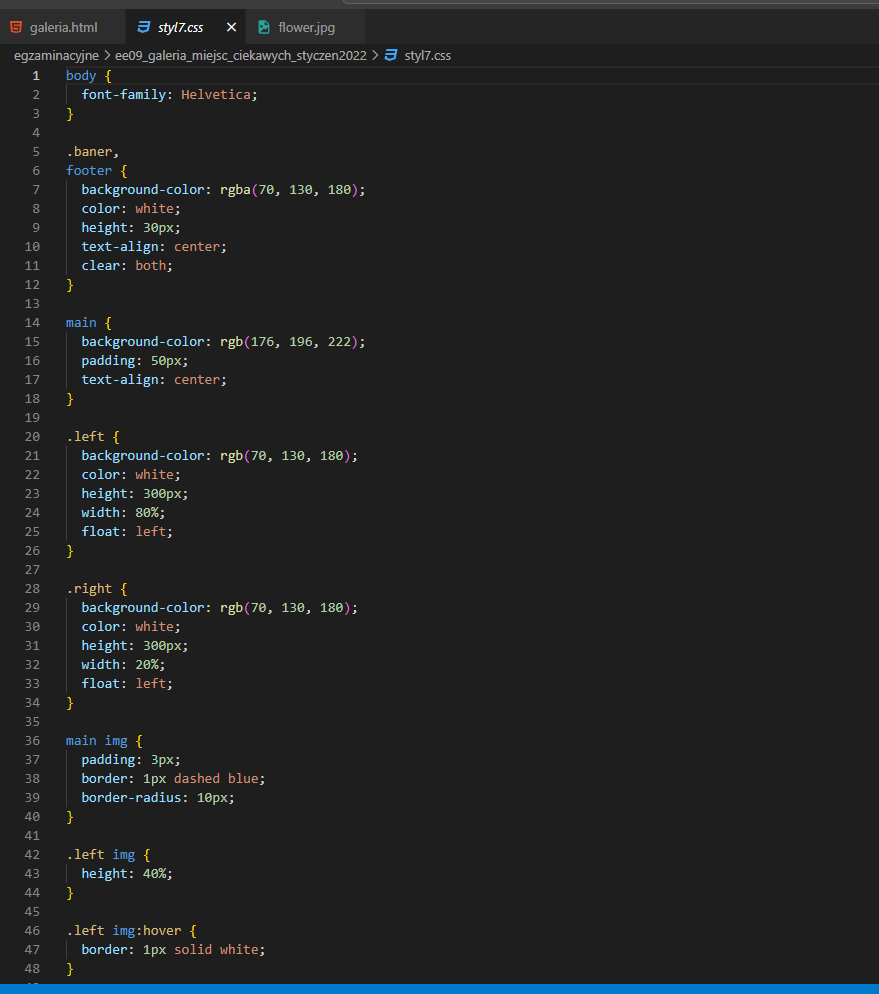 galeria.html styl7.css flower.jpg
egzaminacyjne > ee09_galeria_miejsc_ciekawych_styczen2022 > styl7.css
1 body {
2 font-family: Helvetica;
3 }
4
5 .baner,
6 footer {
7 background-color: rgba(70, 130, 180);
8 color: white;
9 height: 30px;
10 text-align: center;
11 clear: both;
12 }
13
14 main {
15 background-color: rgb(176, 196, 222);
16 padding: 50px;
17 text-align: center;
18 }
19
20 .left {
21 background-color: rgb(70, 130, 180);
22 color: white;
23 height: 300px;
24 width: 80%;
25 float: left;
26 }
27
28 .right {
29 background-color: rgb(70, 130, 180);
30 color: white;
31 height: 300px;
32 width: 20%;
33 float: left;
34 }
35
36 main img {
37 padding: 3px;
38 border: 1px dashed blue;
39 border-radius: 10px;
40 }
41
42 .left img {
43 height: 40%;
44 }
45
46 .left img:hover {
47 border: 1px solid white;
48 }